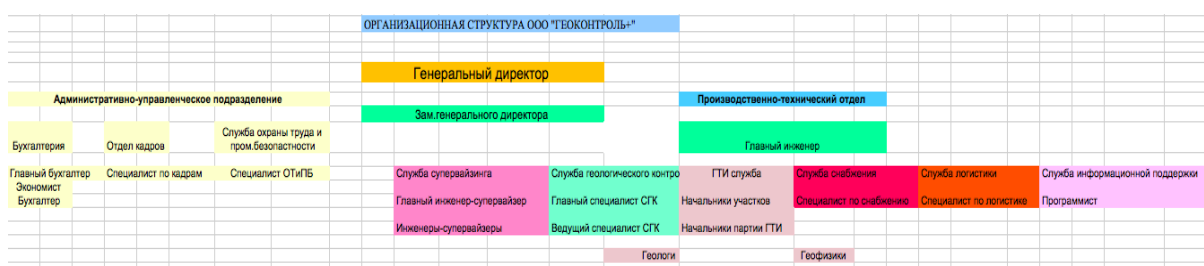 ОРГАНИЗАЦИОННАЯ СТРУКТУРА ООО "ГЕОКОНТРОЛЬ+"
Генеральный директор
Административно-управленческое подразделение
Производственно-технический отдел
Зам.генерального директора
Служба охраны труда и
Бухгалтерия Отдел кадров пром.безопастности Главный инженер
Главный бухгалтер Специалист по кадрам Специалист ОТиПБ Служба супервайзинга Служба геологического контро ГТИ служба Служба снабжения Служба логистики Служба информационной поддержки
Экономист
Бухгалтер Главный инженер-супервайзер Главный специалист СГК Начальники участков Специалист по снабжению Специалист по логистике Программист
Инженеры-супервайзеры Ведущий специалист СГК Начальники партии ГТИ
Геологи Геофизики